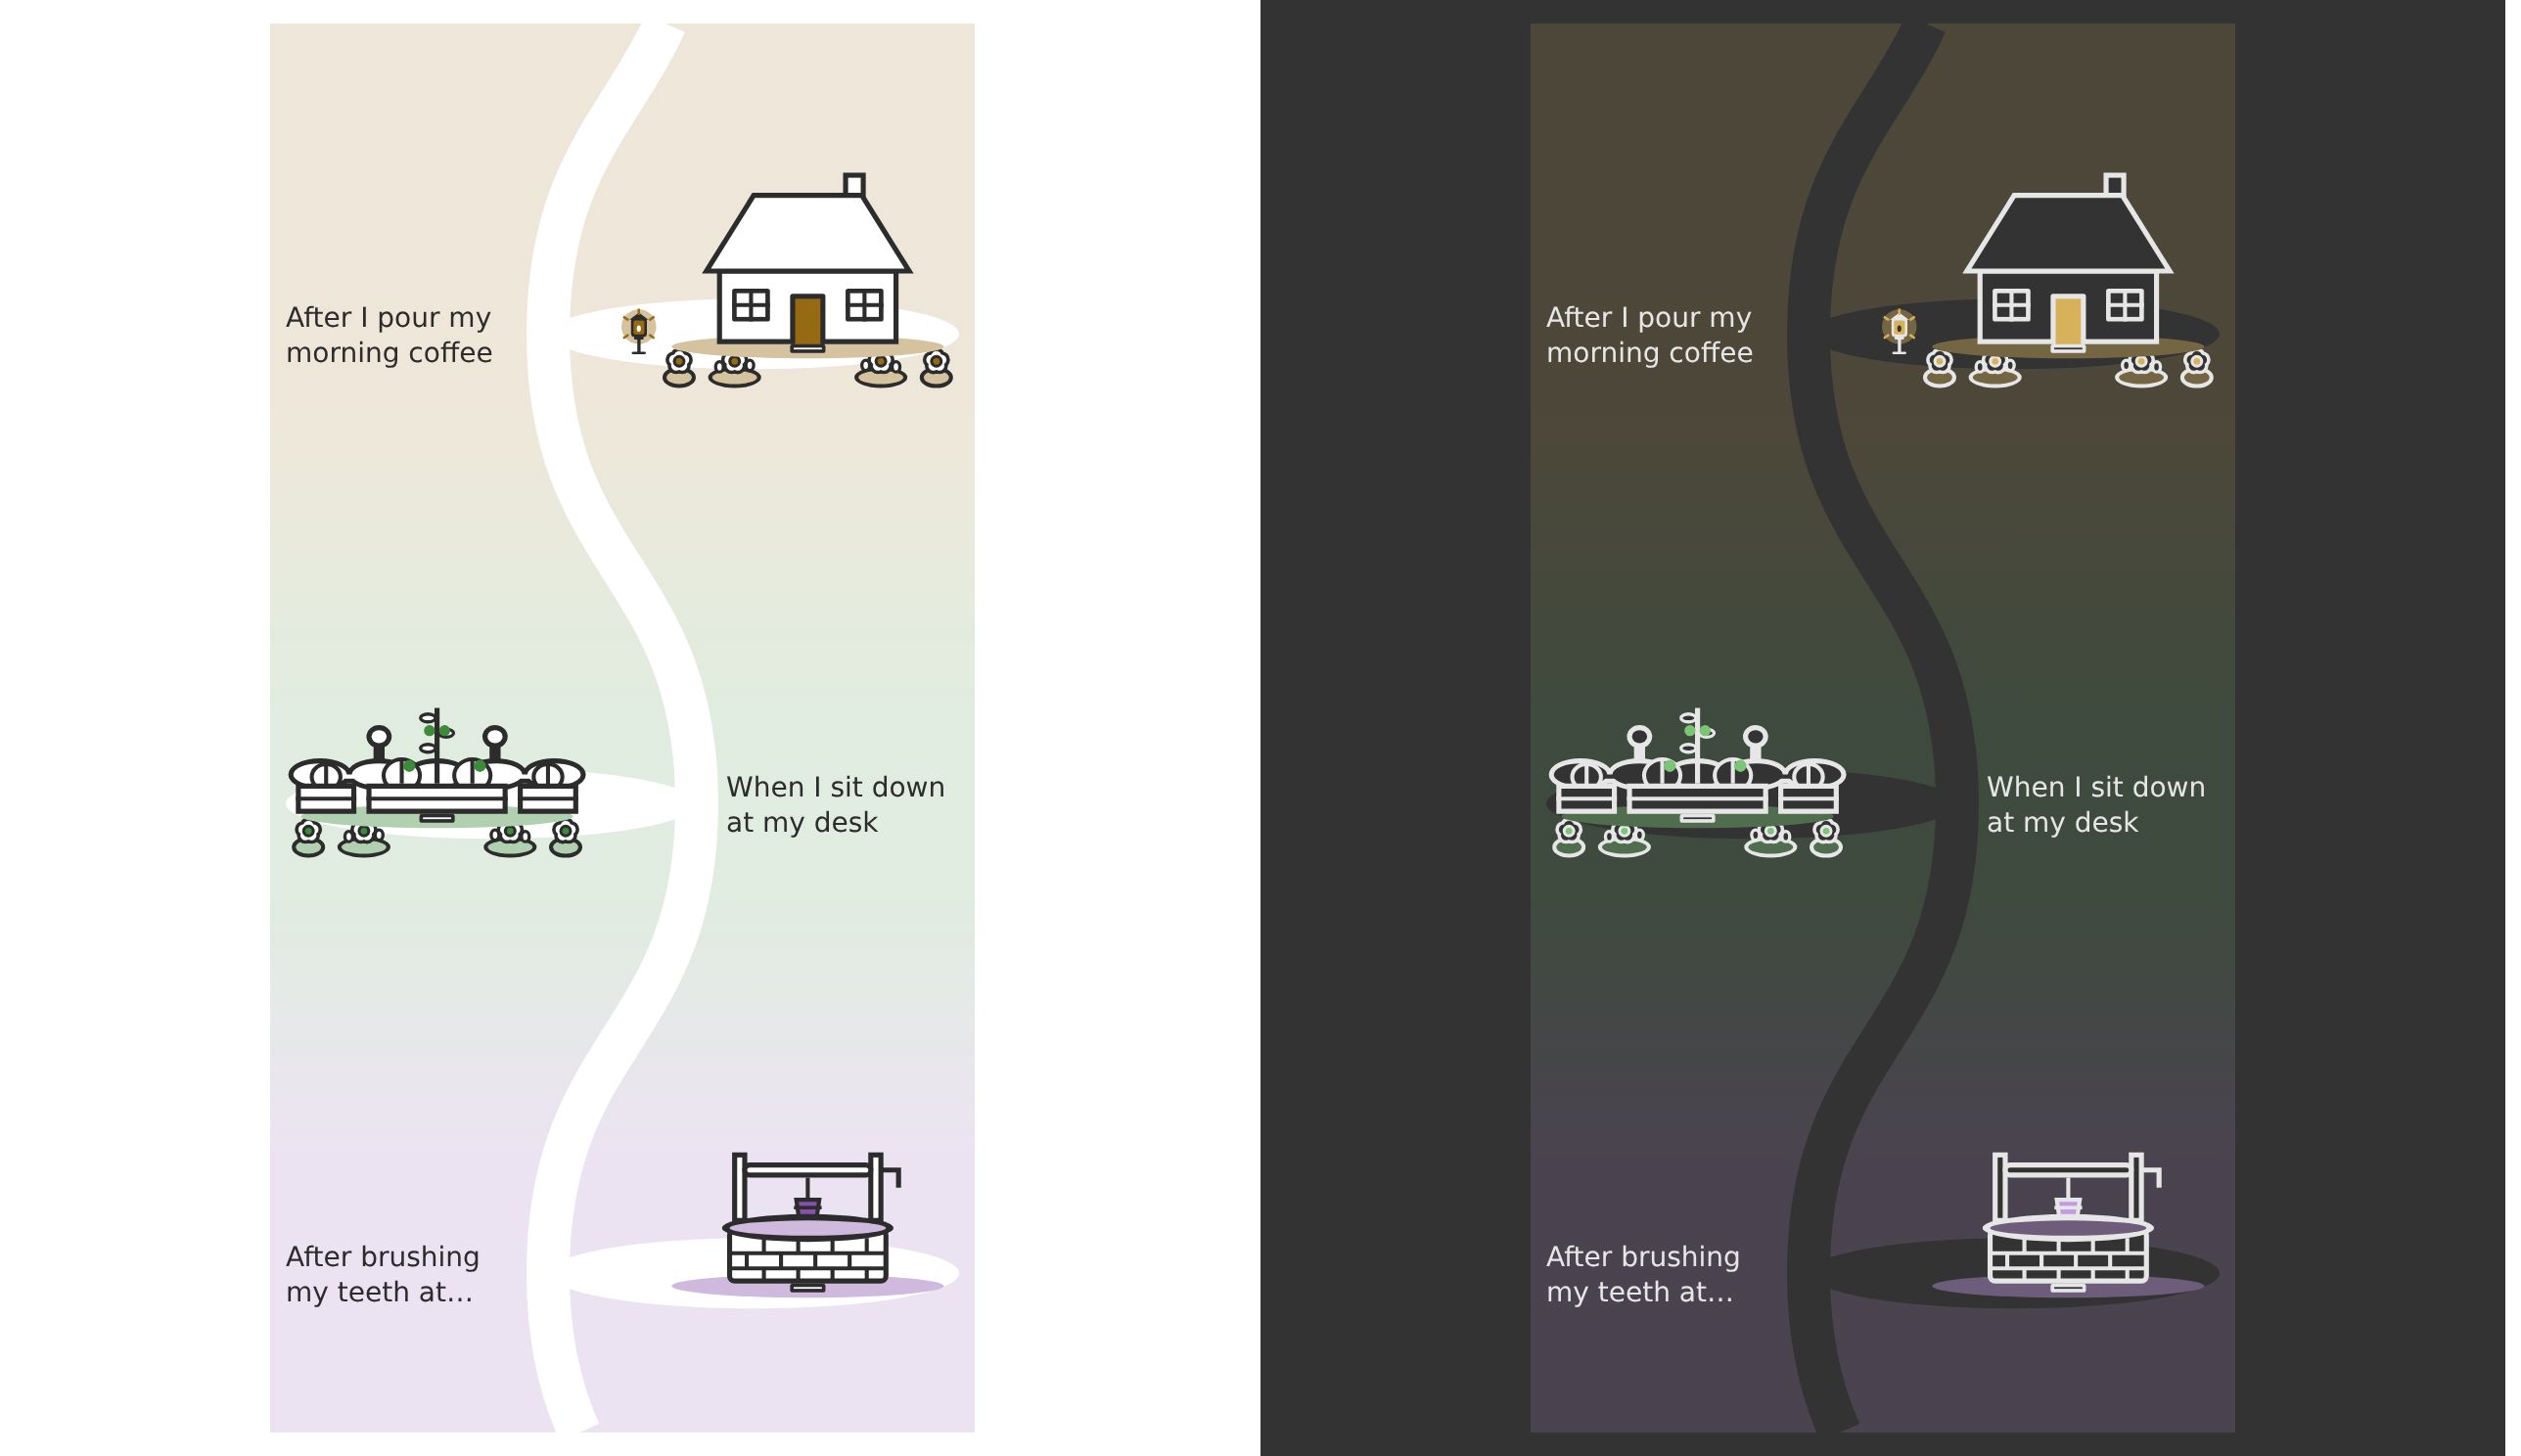 After I pour my
morning coffee
When I sit down
at my desk
After brushing
my teeth at...
After I pour my
morning coffee
When I sit down
at my desk
After brushing
my teeth at...